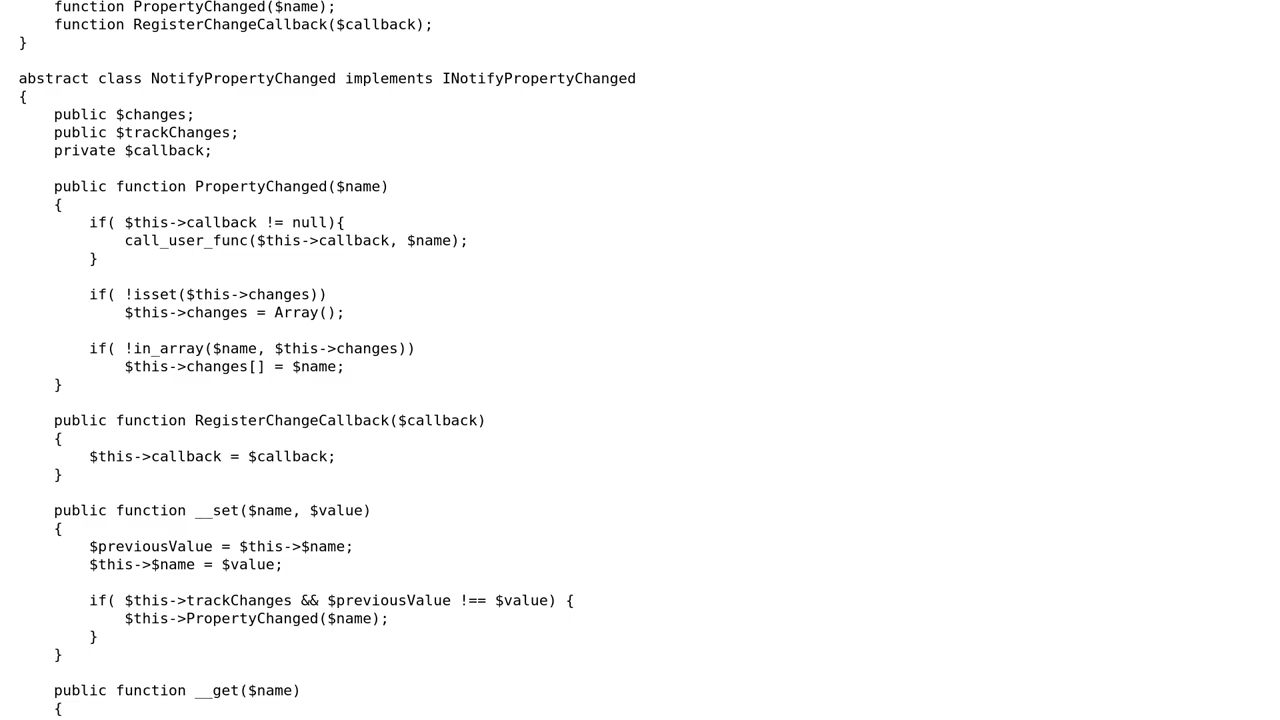 function PropertyChanged($name);
function RegisterChangeCallback($callback);
}
abstract class NotifyPropertyChanged implements INotifyPropertyChanged
{
public $changes;
public $trackChanges;
private $callback;
public function PropertyChanged($name)
{
if( $this->callback != null){
call_user_func($this->callback, $name);
}
if( !isset($this->changes))
$this->changes = Array();
if( !in_array($name, $this->changes))
$this->changes[] = $name;
}
public function RegisterChangeCallback($callback)
{
$this->callback = $callback;
}
public function __set($name, $value)
{
$previousValue = $this->$name;
$this->$name = $value;
if( $this->trackChanges && $previousValue !== $value) {
$this->PropertyChanged($name);
}
}
public function __get($name)
{